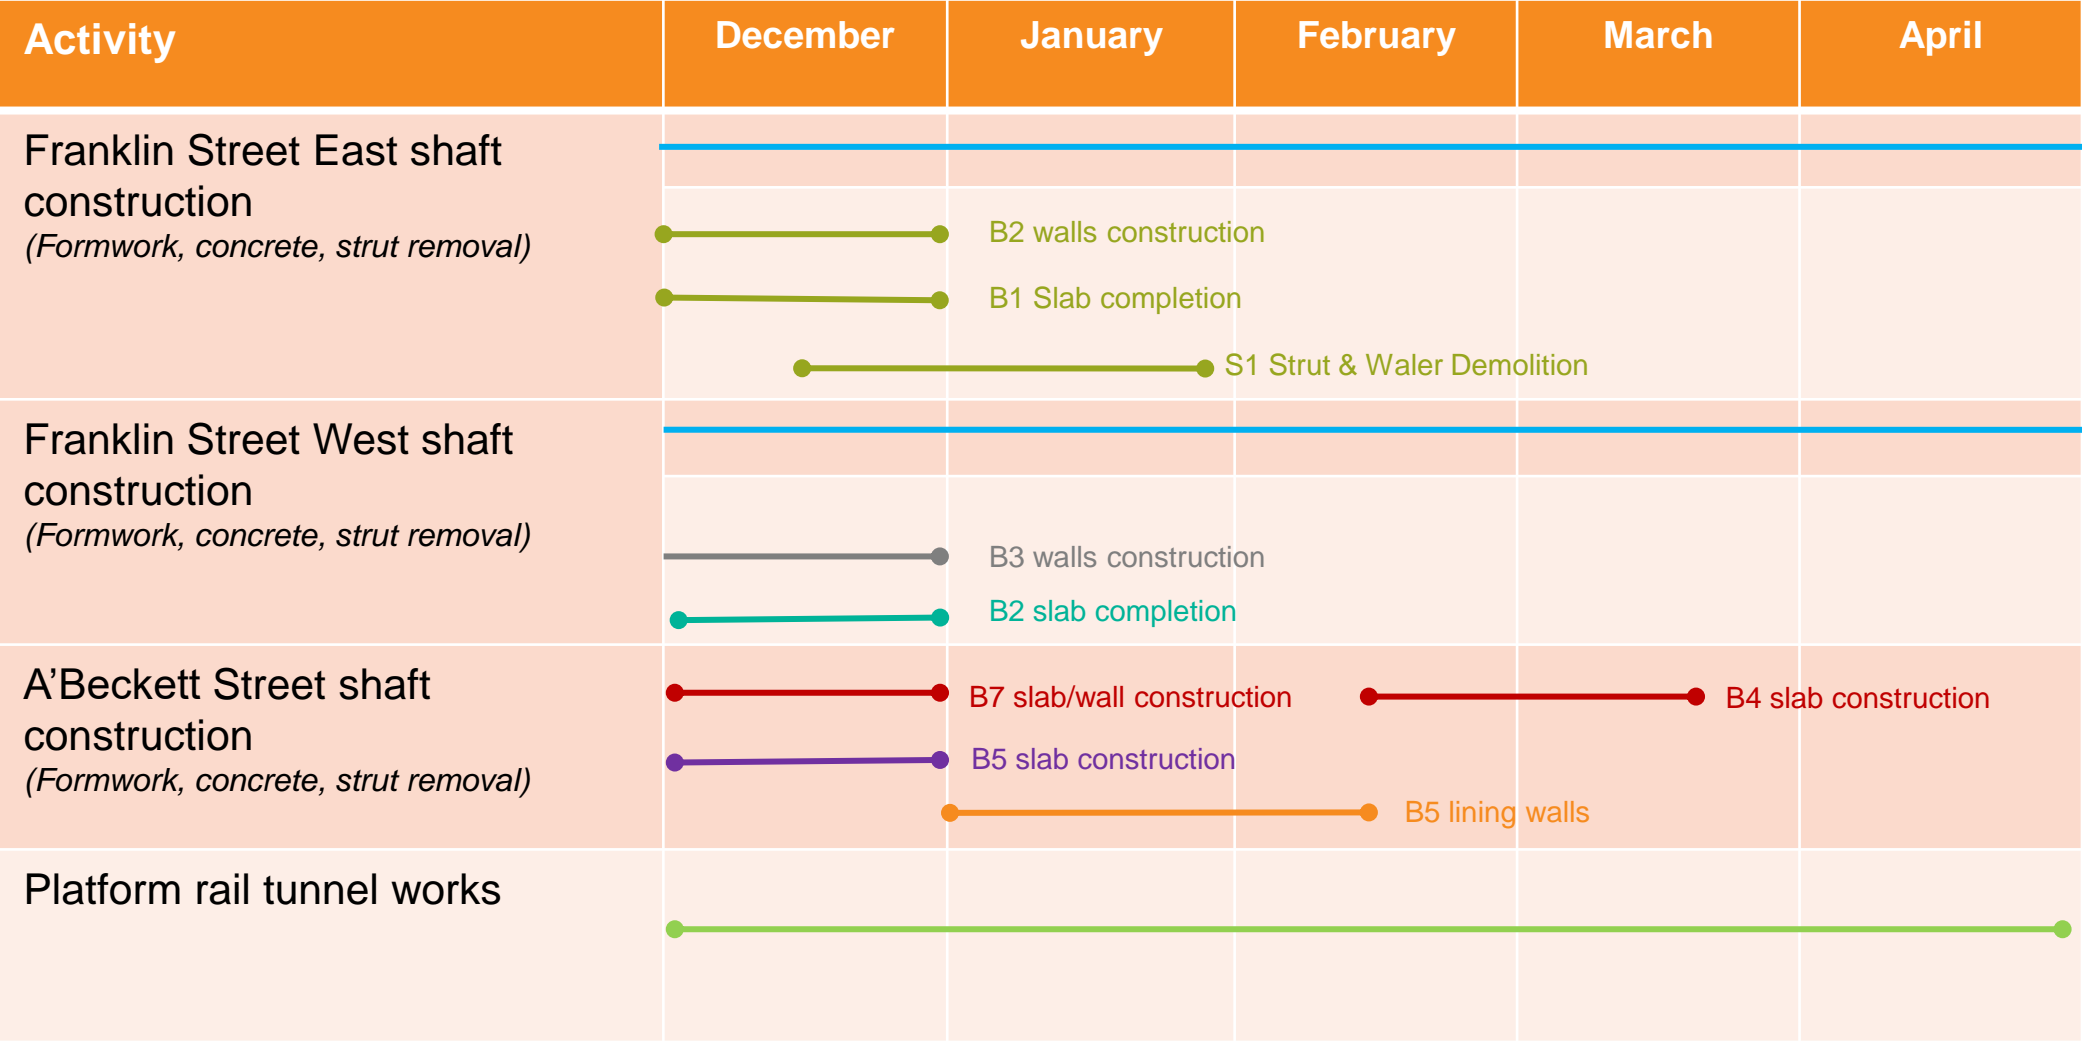 Activity
December
January
February
March
April
Franklin Street East shaft
construction
(Formwork, concrete, strut removal)
B2 walls construction
B1 Slab completion
S1 Strut & Waler Demolition
Franklin Street West shaft
construction
(Formwork, concrete, strut removal)
B3 walls construction
B2 slab completion
A’Beckett Street shaft
construction
(Formwork, concrete, strut removal)
B7 slab/wall construction
B4 slab construction
B5 slab construction
B5 lining walls
Platform rail tunnel works